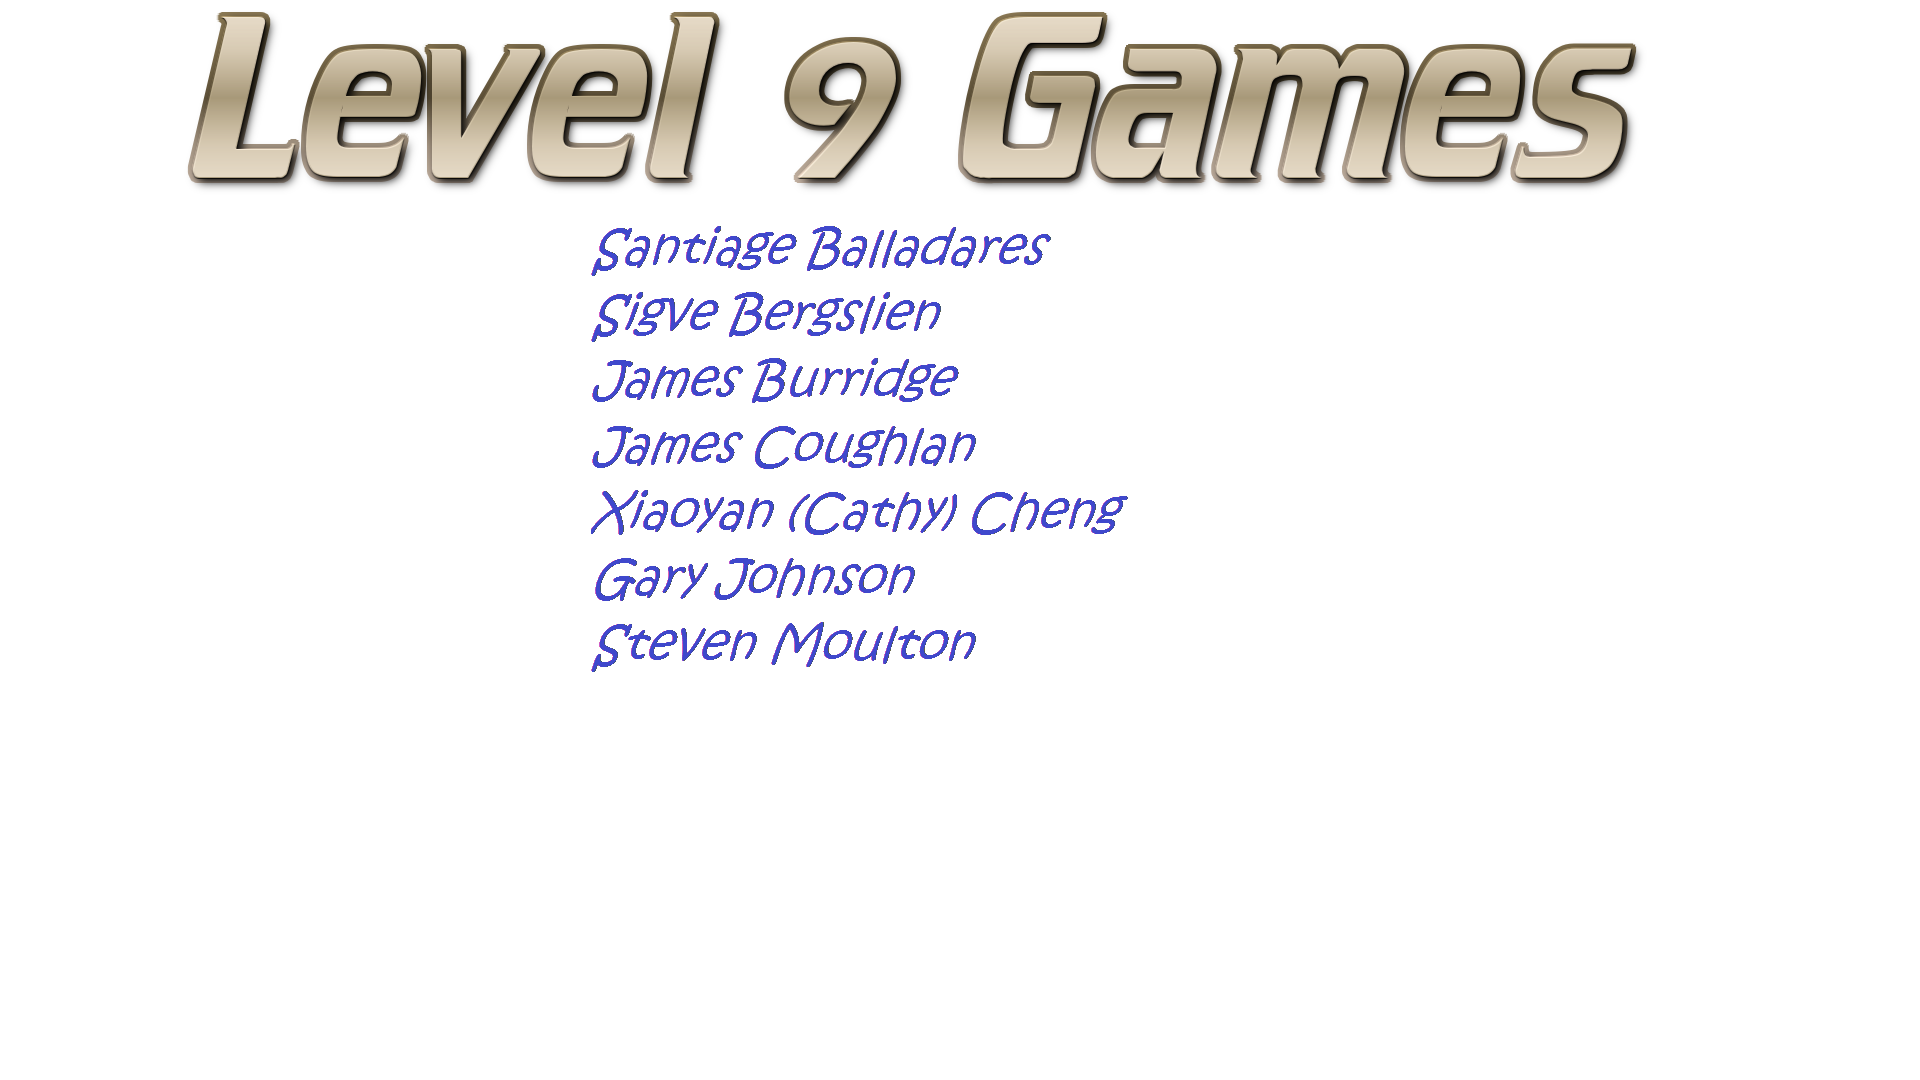 Level 9 Games
Santiage Balladares
Sigve Bergslien
James Burridge
James Coughlan
Xiaoyan (Cathy) Cheng
Gary Johnson
Steven Moulton